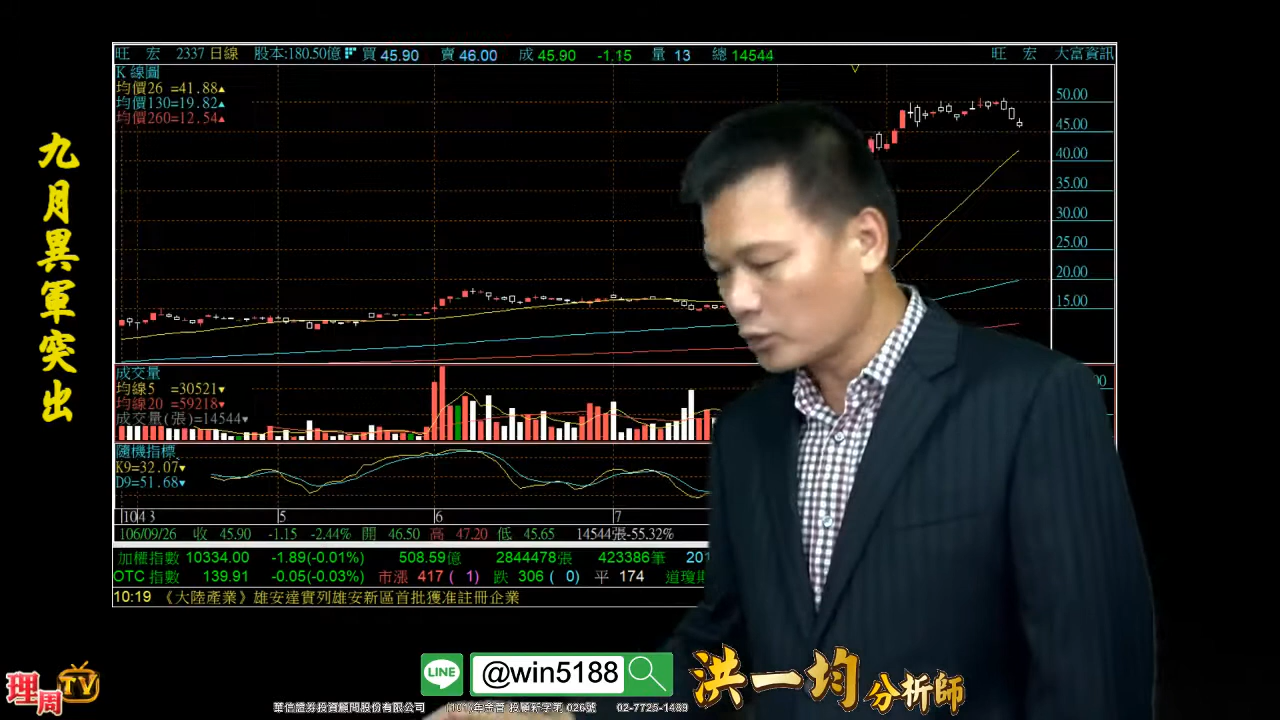 旺 宏 2337 日線 股本:180.50億 買 45.90 賣 46.00 成 45.90 -1.15 量 13 總 14544 旺 宏 大富資訊
K 線圖
均價26 =41.88▲
均價130=19.82▲
均價260=12.54▲
50.00
45.00
40.00
35.00
30.00
25.00
20.00
15.00
九月異軍突出
成交量
均線5 =30521▼
均線20 =59218▼
成交量(張)=14544▼
隨機指標
K9=32.07▼
D9=51.68▼
104 3 5 6 7
106/09/26 收 45.90 -1.15 -2.44% 開 46.50 高 47.20 低 45.65 14544張 -55.32%
加權指數 10334.00 -1.89(-0.01%) 508.59億 2844478張 423386筆 201
OTC 指數 139.91 -0.05(-0.03%) 市漲 417 ( 1) 跌 306 ( 0) 平 174 道瓊
10:19 《大陸產業》雄安達實列雄安新區首批獲准註冊企業
LINE @win5188
洪一均 分析師
理周TV
華信證券投資顧問股份有限公司 02-7725-1489